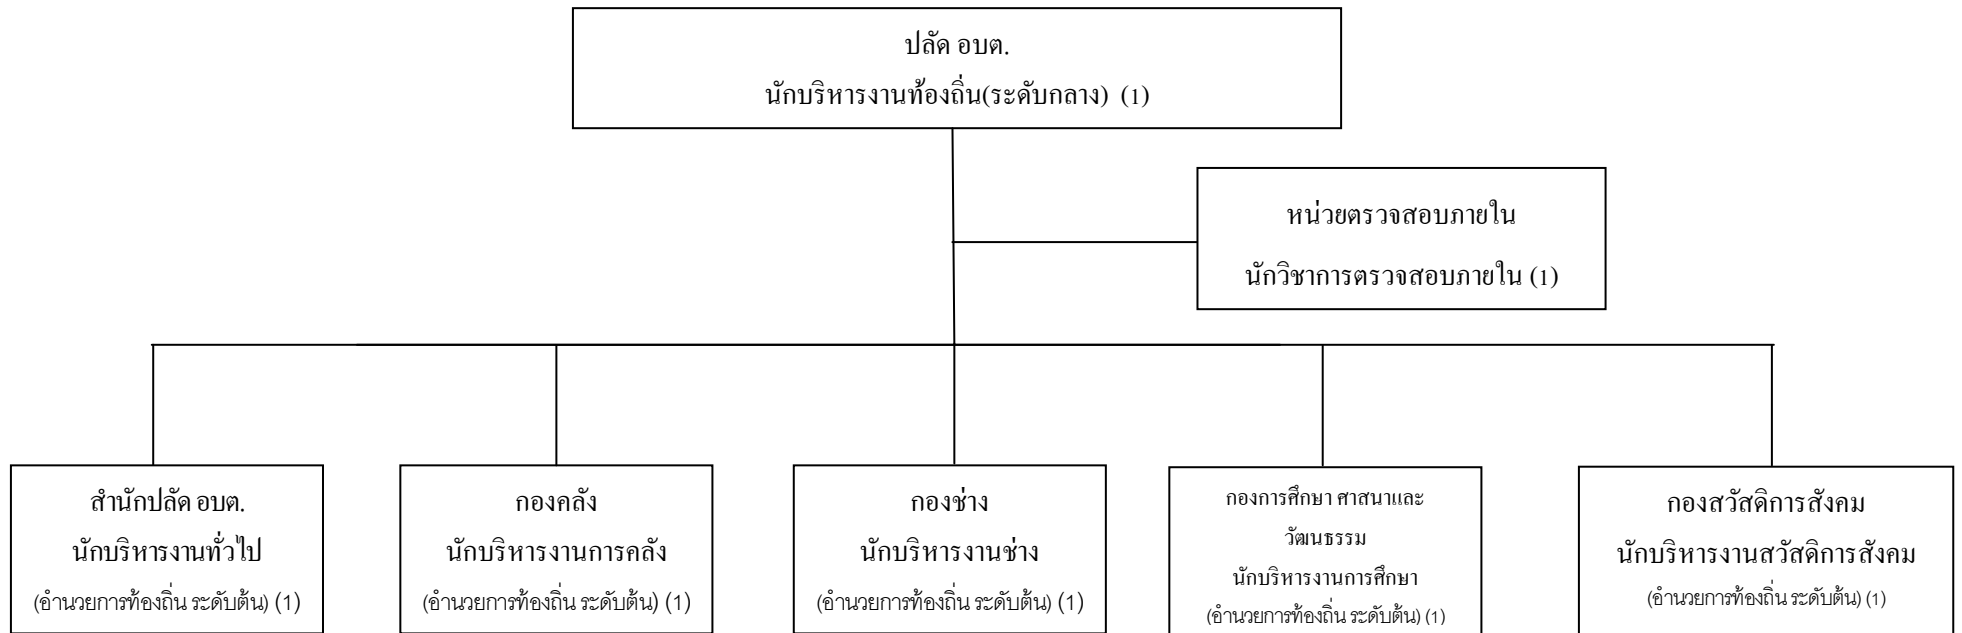 ปลัด อบต.
นักบริหารงานท้องถิ่น(ระดับกลาง) (1)
หน่วยตรวจสอบภายใน
นักวิชาการตรวจสอบภายใน (1)
สำนักปลัด อบต.
นักบริหารงานทั่วไป
(อำนวยการท้องถิ่น ระดับต้น) (1)
กองคลัง
นักบริหารงานการคลัง
(อำนวยการท้องถิ่น ระดับต้น) (1)
กองช่าง
นักบริหารงานช่าง
(อำนวยการท้องถิ่น ระดับต้น) (1)
กองการศึกษา ศาสนาและ
วัฒนธรรม
นักบริหารงานการศึกษา
(อำนวยการท้องถิ่น ระดับต้น) (1)
กองสวัสดิการสังคม
นักบริหารงานสวัสดิการสังคม
(อำนวยการท้องถิ่น ระดับต้น) (1)